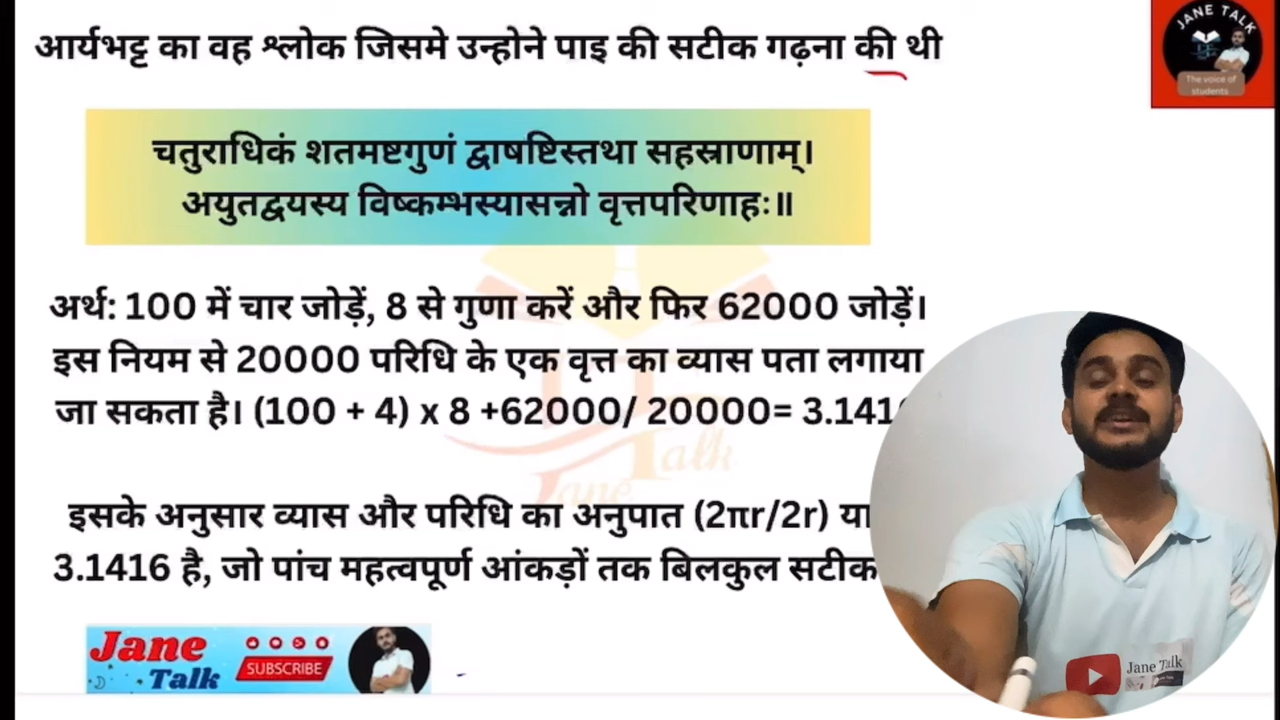 आर्यभट्ट का वह श्लोक जिसमे उन्होने पाइ की सटीक गढ़ना की थी
JANE TALK
The voice of
students
चतुराधिकं शतमष्टगुणं द्वाषष्टिस्तथा सहस्राणाम्।
अयुतद्वयस्य विष्कम्भस्यासन्नो वृत्तपरिणाहः॥
अर्थ: 100 में चार जोड़ें, 8 से गुणा करें और फिर 62000 जोड़ें।
इस नियम से 20000 परिधि के एक वृत्त का व्यास पता लगाया
जा सकता है। (100 + 4) x 8 +62000/ 20000= 3.141
इसके अनुसार व्यास और परिधि का अनुपात (2πr/2r) या
3.1416 है, जो पांच महत्वपूर्ण आंकड़ों तक बिलकुल सटीक
Jane
Talk
SUBSCRIBE
Jane Talk
Jane Talk